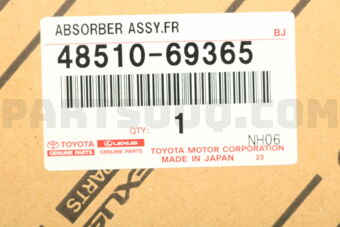 ABSORBER ASSY.FR
BJ
48510-69365
QTY:
1
NH06
TOYOTA
GENUINE PARTS
LEXUS
GENUINE PARTS
TOYOTA MOTOR CORPORATION
MADE IN JAPAN
23
PARTS
PARTSOUQ.COM